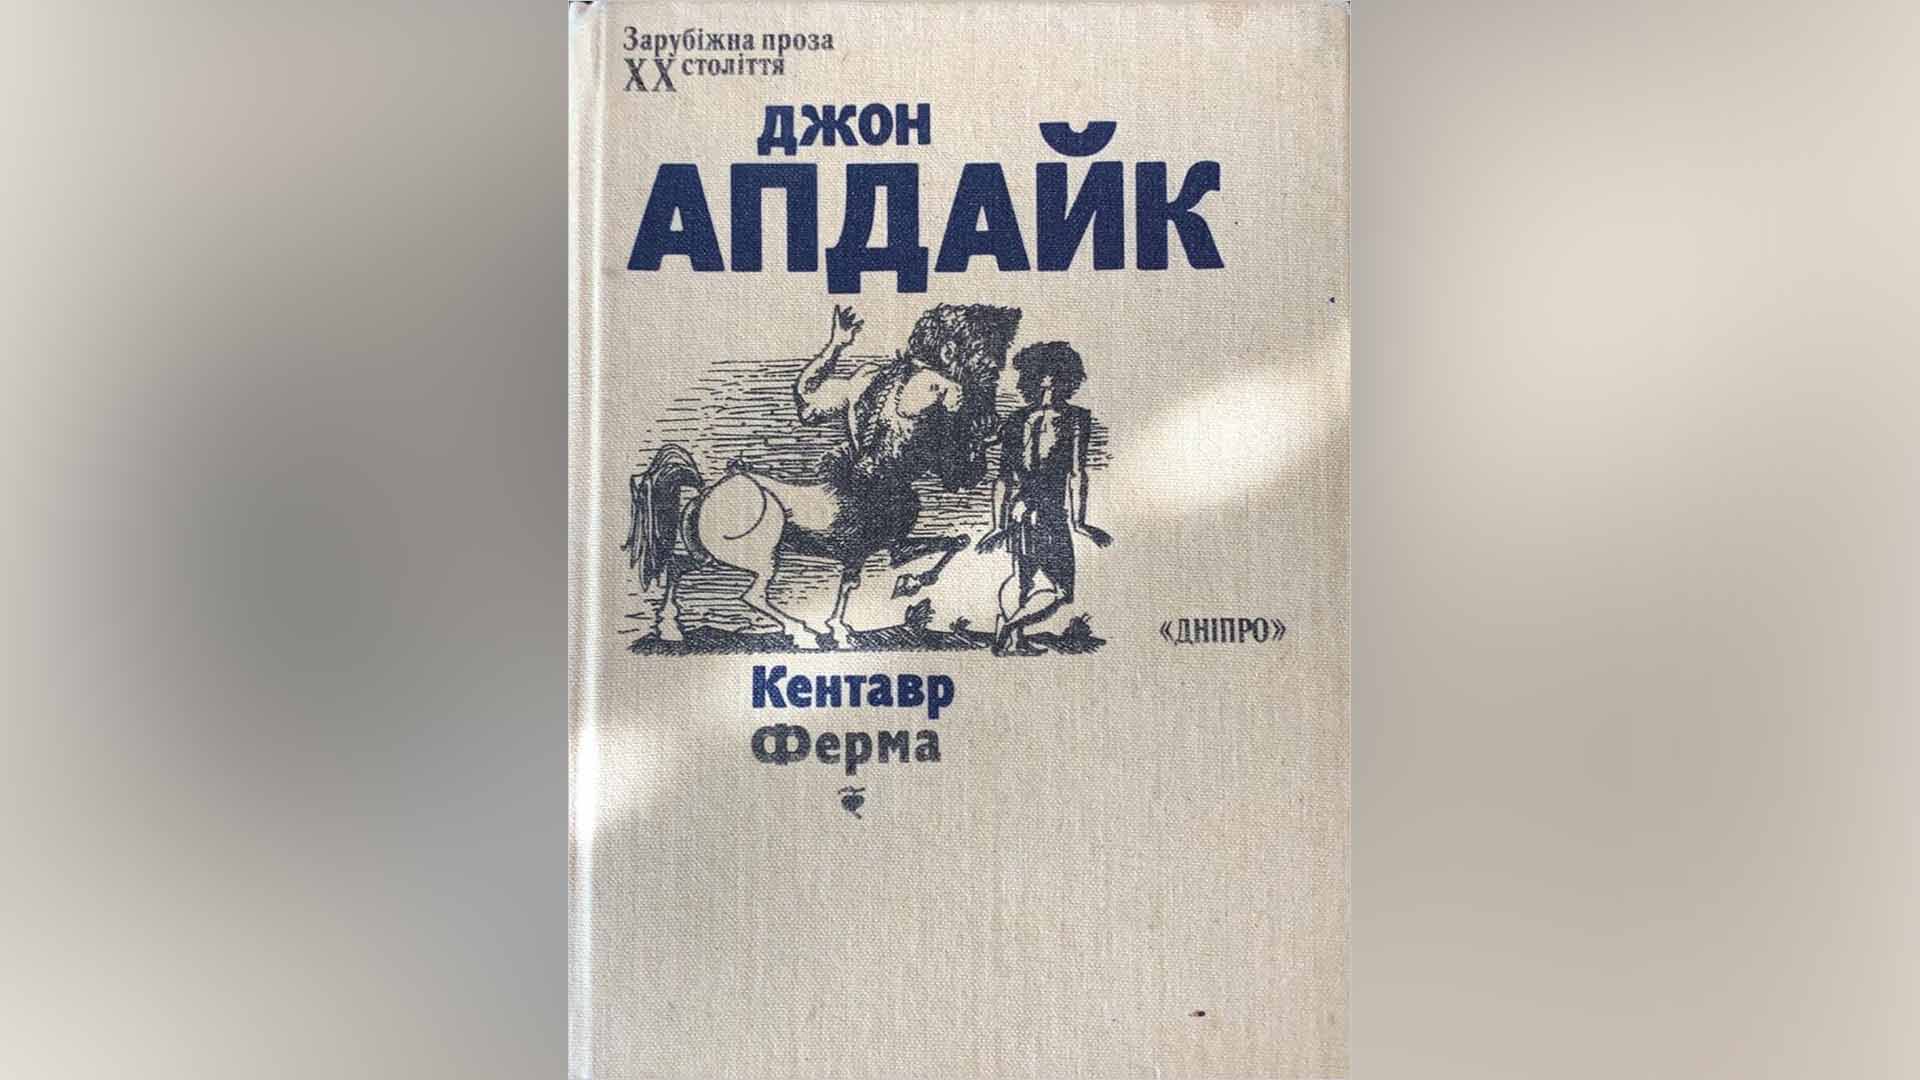 Зарубіжна проза
XX століття
ДЖОН
АПДАЙК
«ДНІПРО»
Кентавр
Ферма